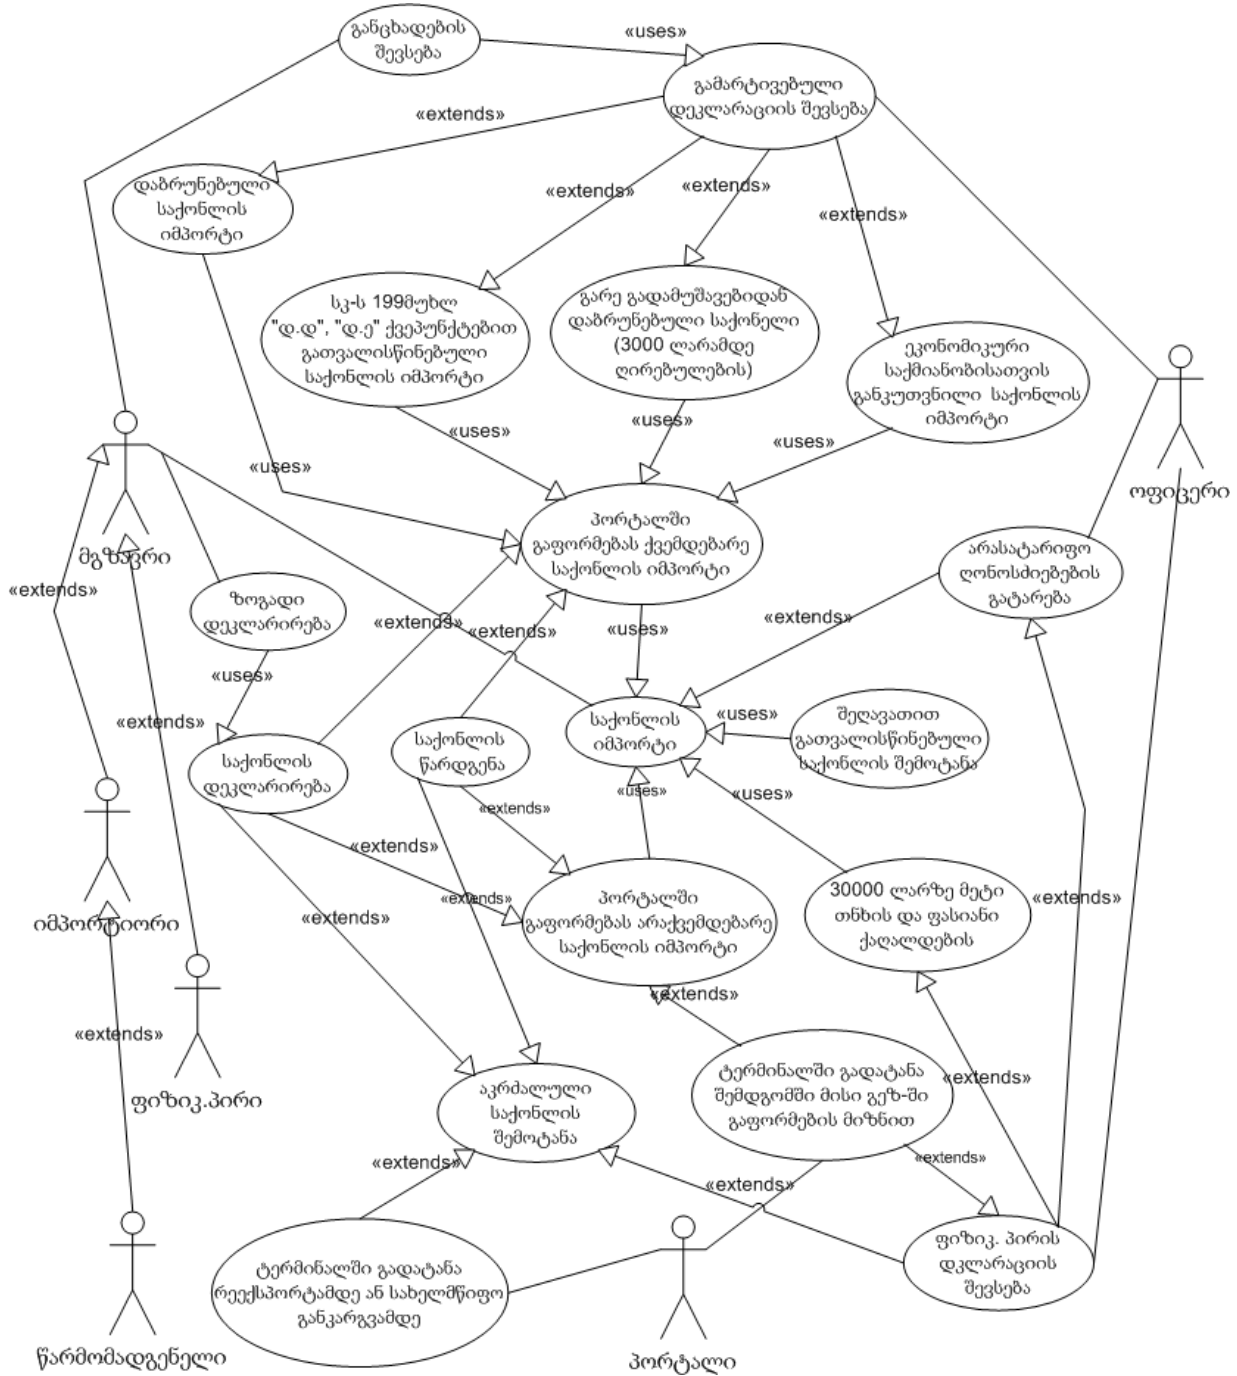 განცხადების
შევსება
«uses»
გამარტივებული
დეკლარაციის შევსება
«extends»
«extends»
«extends»
«extends»
დაბრუნებული
საქონლის
იმპორტი
სკ-ს 199მუხლ
"დ.დ", "დ.ე" ქვეპუნქტებით
გათვალისწინებული
საქონლის იმპორტი
გარე გადამუშავებიდან
დაბრუნებული საქონელი
(3000 ლარამდე
ღირებულების)
ეკონომიკური
საქმიანობისათვის
განკუთვნილი საქონლის
იმპორტი
«uses»
«uses»
«uses»
«uses»
ოფიცერი
მგზავრი
პორტალში
გაფორმებას ქვემდებარე
საქონლის იმპორტი
არასატარიფო
ღონოსძიებების
გატარება
«extends»
ზოგადი
დეკლარირება
«extends»
«extends»
«uses»
«extends»
«uses»
«extends»
საქონლის
დეკლარირება
საქონლის
წარდგენა
საქონლის
იმპორტი
«uses»
შეღავათით
გათვალისწინებული
საქონლის შემოტანა
«uses»
«uses»
«extends»
«extends»
იმპორტიორი
«extends»
«extends»
პორტალში
გაფორმებას არაქვემდებარე
საქონლის იმპორტი
30000 ლარზე მეტი
თნხის და ფასიანი
ქაღალდების
«extends»
«extends»
«extends»
ფიზიკ.პირი
აკრძალული
საქონლის
შემოტანა
ტერმინალში გადატანა
შემდგომში მისი გეზ-ში
გაფორმების მიზნით
«extends»
«extends»
«extends»
«extends»
ტერმინალში გადატანა
რეექსპორტამდე ან სახელმწიფო
განკარგვამდე
ფიზიკ. პირის
დკლარაციის
შევსება
წარმომადგენელი
პორტალი